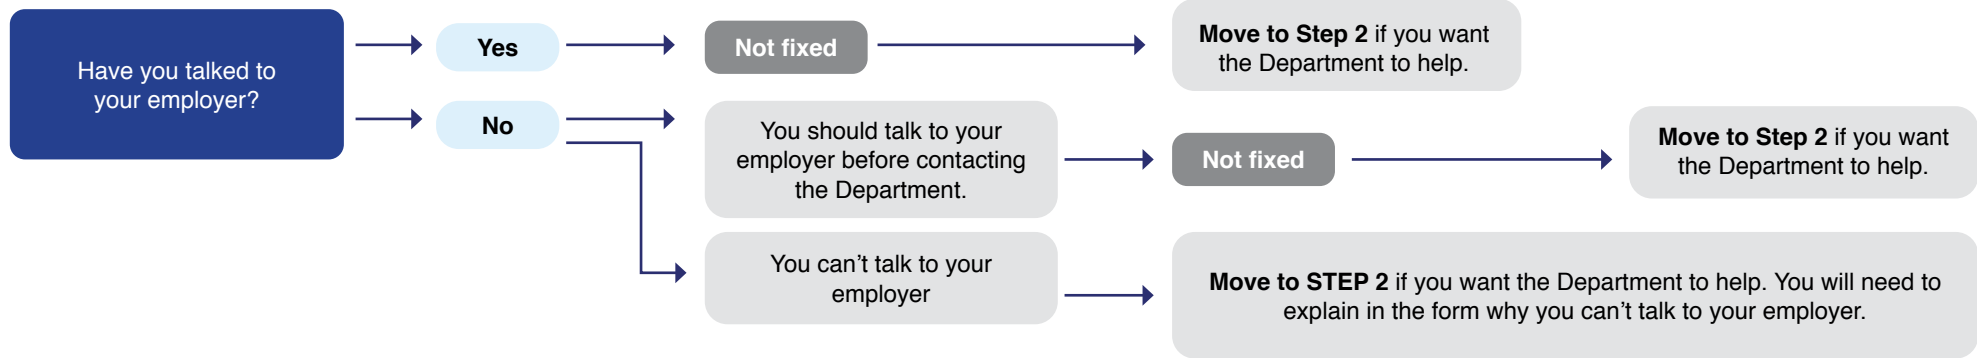 Have you talked to
your employer?
Yes
Not fixed
Move to Step 2 if you want
the Department to help.
No
You should talk to your
employer before contacting
the Department.
Not fixed
Move to Step 2 if you want
the Department to help.
You can’t talk to your
employer
Move to STEP 2 if you want the Department to help. You will need to
explain in the form why you can’t talk to your employer.